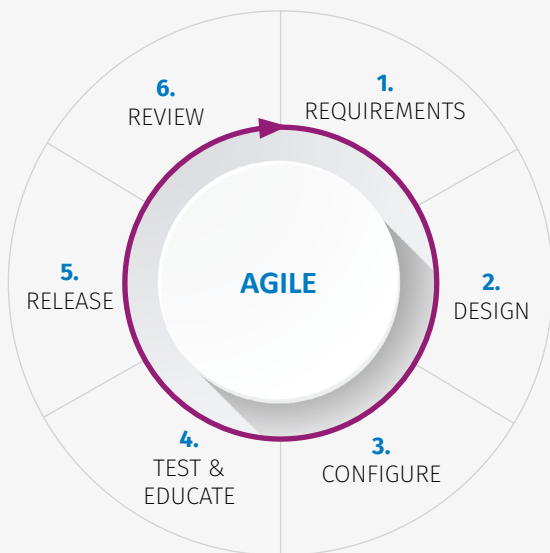 1.
REQUIREMENTS
2.
DESIGN
3.
CONFIGURE
4.
TEST &
EDUCATE
5.
RELEASE
6.
REVIEW
AGILE